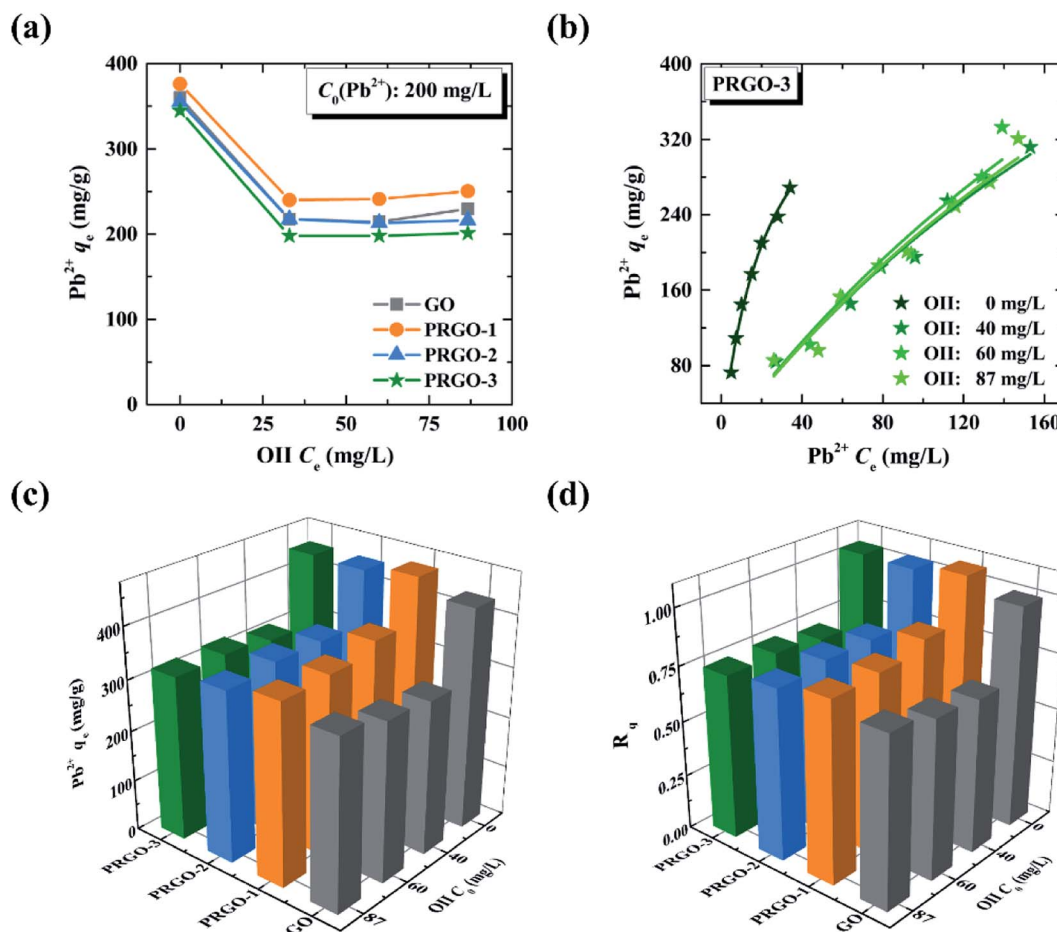 (a)
(b)
400
300
200
100
0
Pb²⁺ qₑ (mg/g)
C₀(Pb²⁺): 200 mg/L
GO
PRGO-1
PRGO-2
PRGO-3
0 25 50 75 100
OII Cₑ (mg/L)
400
320
240
160
80
Pb²⁺ qₑ (mg/g)
PRGO-3
OII: 0 mg/L
OII: 40 mg/L
OII: 60 mg/L
OII: 87 mg/L
0 40 80 120 160
Pb²⁺ Cₑ (mg/L)
(c)
(d)
400
300
200
100
0
Pb²⁺ qₑ (mg/g)
PRGO-3
PRGO-2
PRGO-1
GO
87
60
40
0
OII C₀ (mg/L)
1.00
0.75
0.50
0.25
0.00
R q
PRGO-3
PRGO-2
PRGO-1
GO
87
60
40
0
OII C₀ (mg/L)